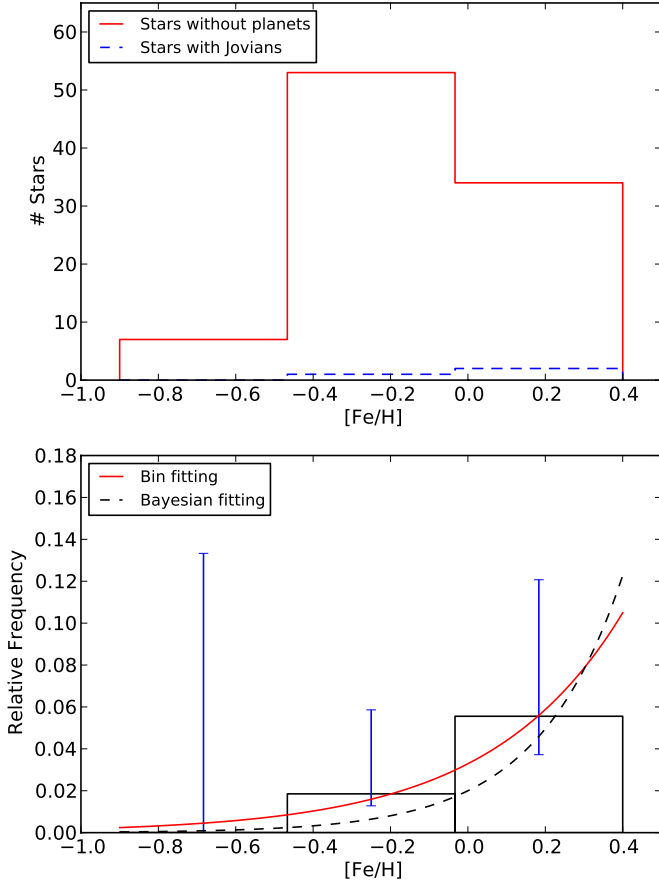 Stars without planets
Stars with Jovians
# Stars
60
50
40
30
20
10
0
−1.0 −0.8 −0.6 −0.4 −0.2 0.0 0.2 0.4
[Fe/H]
Bin fitting
Bayesian fitting
Relative Frequency
0.18
0.16
0.14
0.12
0.10
0.08
0.06
0.04
0.02
0.00
−1.0 −0.8 −0.6 −0.4 −0.2 0.0 0.2 0.4
[Fe/H]